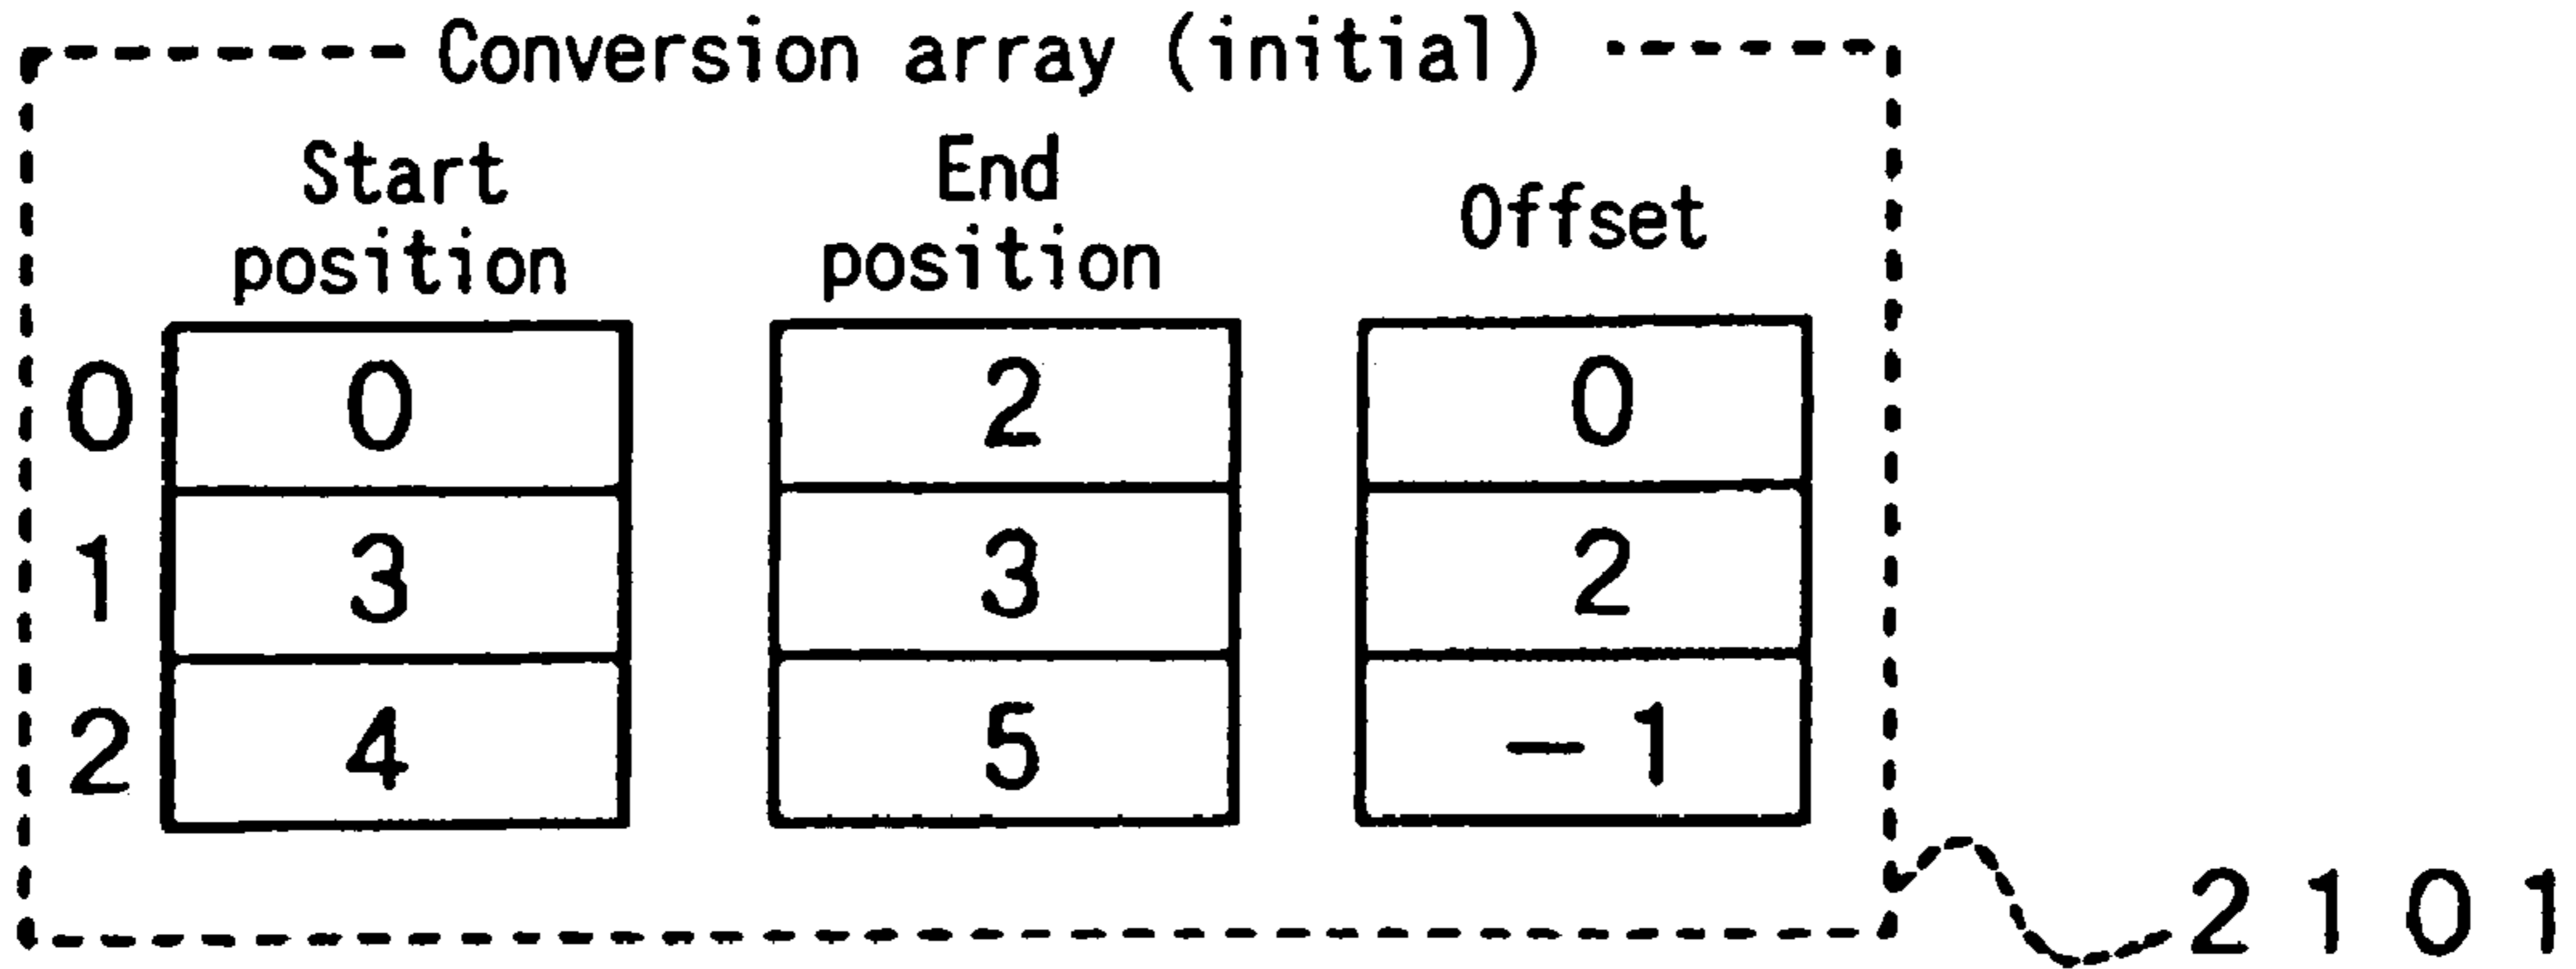 Conversion array (initial)
Start position End position Offset
0 0 2 0
1 3 3 2
2 4 5 -1
2101